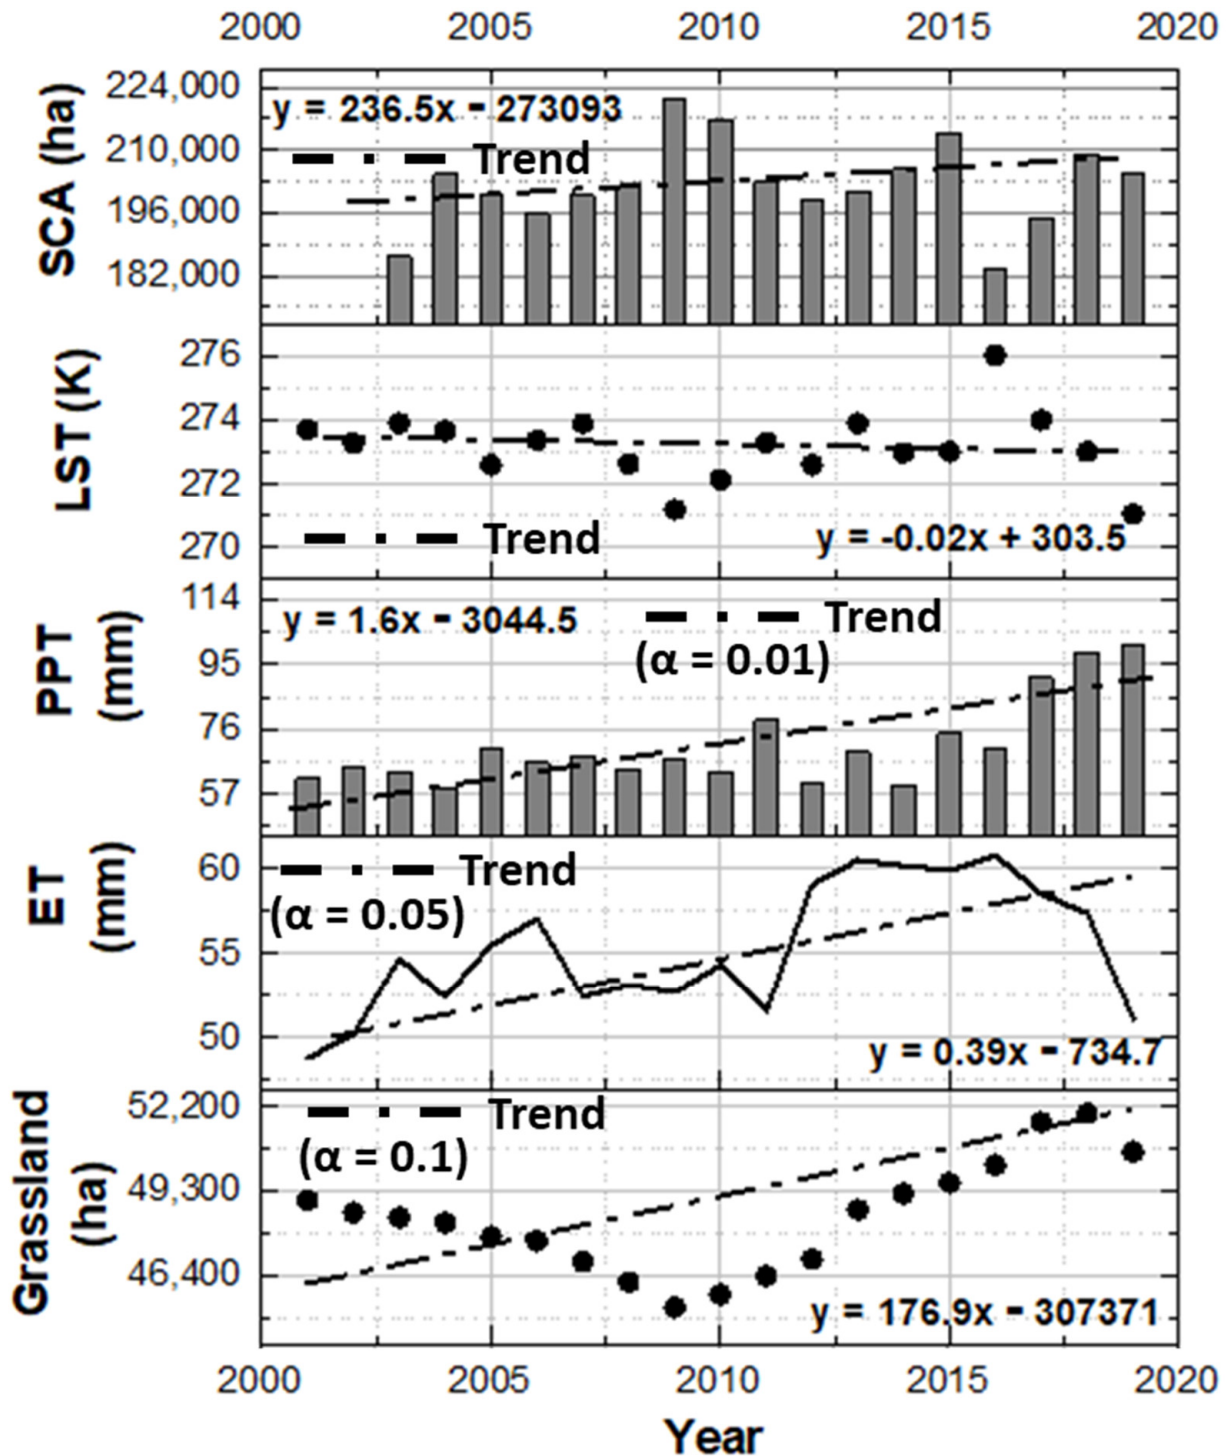 2000 2005 2010 2015 2020
SCA (ha)
224,000
210,000
196,000
182,000
y = 236.5x - 273093
Trend
LST (K)
276
274
272
270
Trend
y = -0.02x + 303.5
PPT
(mm)
114
95
76
57
y = 1.6x - 3044.5
Trend
(α = 0.01)
ET
(mm)
60
55
50
Trend
(α = 0.05)
y = 0.39x - 734.7
Grassland
(ha)
52,200
49,300
46,400
Trend
(α = 0.1)
y = 176.9x - 307371
2000 2005 2010 2015 2020
Year